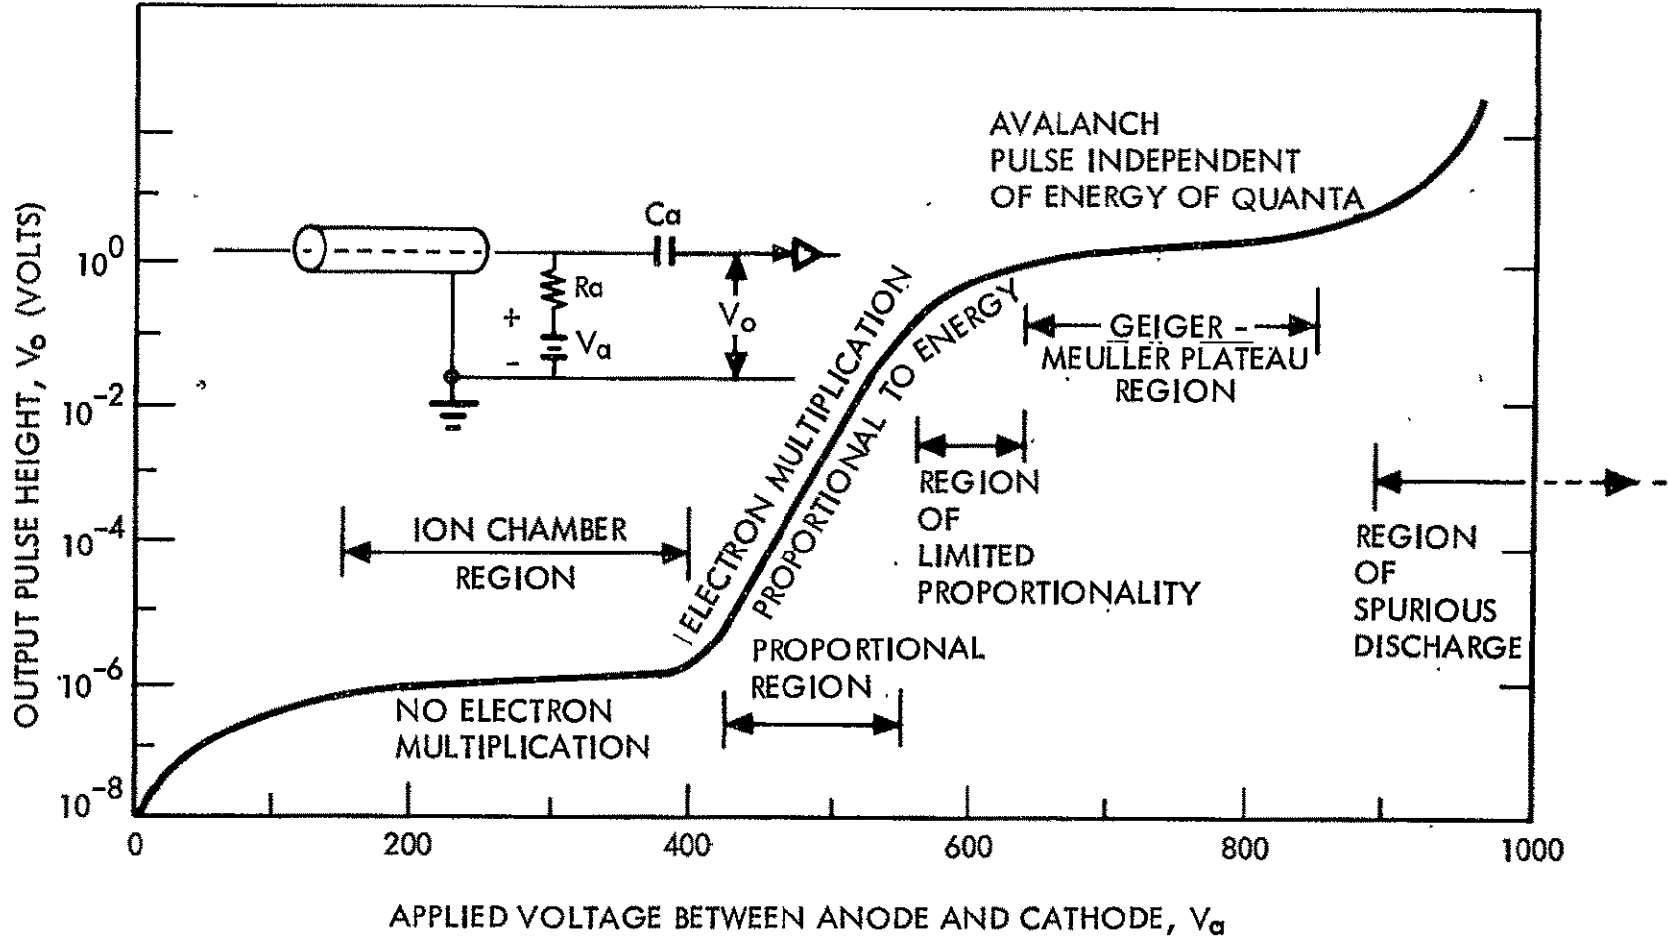 AVALANCH
PULSE INDEPENDENT
OF ENERGY OF QUANTA
OUTPUT PULSE HEIGHT, Vo (VOLTS)
10^0
10^-2
10^-4
10^-6
10^-8
Ca
Ra
+
Va
-
Vo
ELECTRON MULTIPLICATION
PROPORTIONAL TO ENERGY
GEIGER -
MEULLER PLATEAU
REGION
REGION
OF
LIMITED
PROPORTIONALITY
REGION
OF
SPURIOUS
DISCHARGE
ION CHAMBER
REGION
PROPORTIONAL
REGION
NO ELECTRON
MULTIPLICATION
0
200
400
600
800
1000
APPLIED VOLTAGE BETWEEN ANODE AND CATHODE, Va